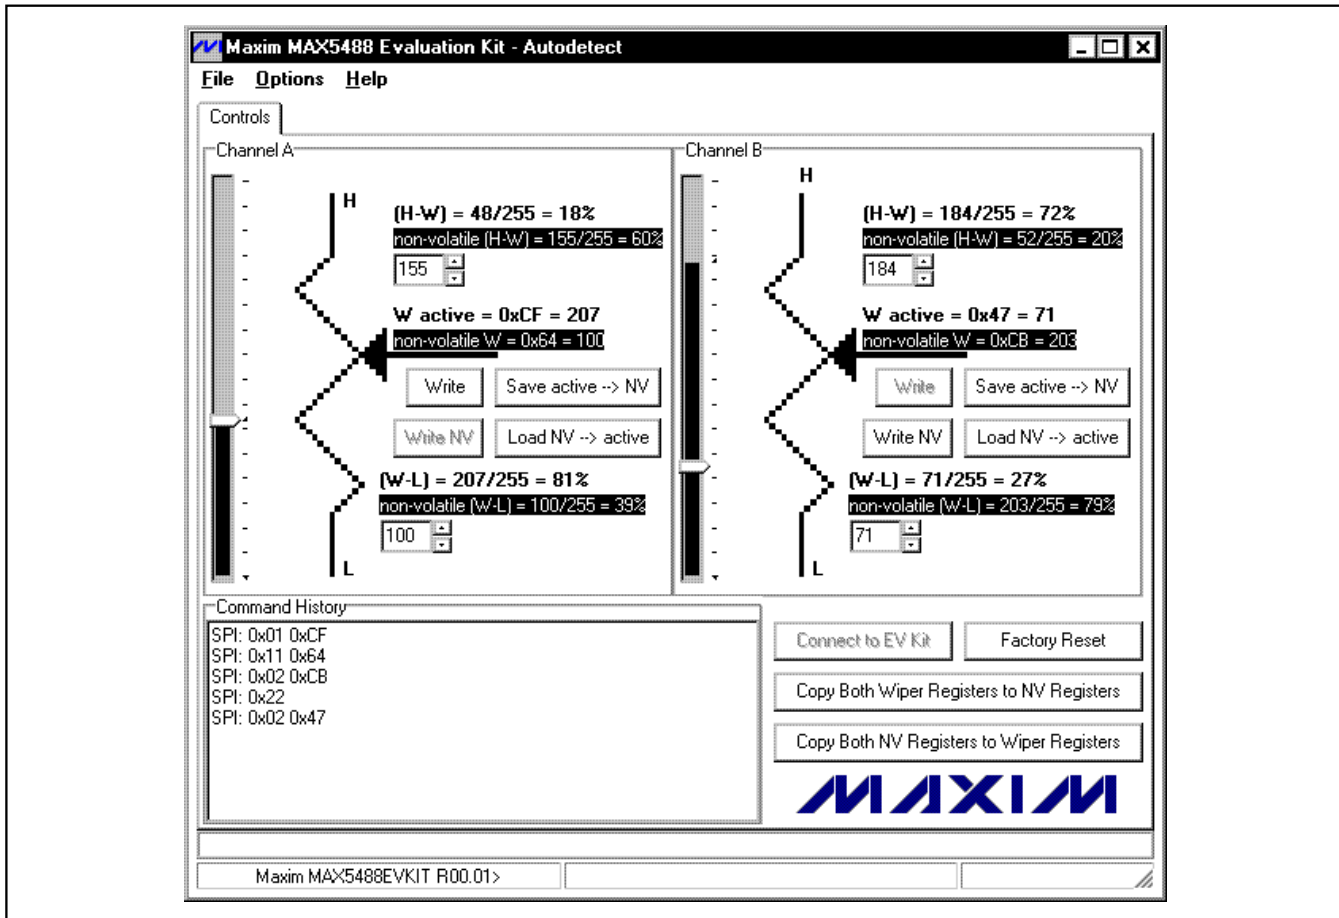 Maxim MAX5488 Evaluation Kit - Autodetect
File Options Help
Controls
Channel A
H
(H-W) = 48/255 = 18%
non-volatile (H-W) = 155/255 = 60%
155
W active = 0xCF = 207
non-volatile W = 0x64 = 100
Write
Save active --> NV
Write NV
Load NV --> active
(W-L) = 207/255 = 81%
non-volatile (W-L) = 100/255 = 39%
100
L
Channel B
H
(H-W) = 184/255 = 72%
non-volatile (H-W) = 52/255 = 20%
184
W active = 0x47 = 71
non-volatile W = 0xCB = 203
Write
Save active --> NV
Write NV
Load NV --> active
(W-L) = 71/255 = 27%
non-volatile (W-L) = 203/255 = 79%
71
L
Command History
SPI: 0x01 0xCF
SPI: 0x11 0x64
SPI: 0x02 0xCB
SPI: 0x22
SPI: 0x02 0x47
Connect to EV Kit
Factory Reset
Copy Both Wiper Registers to NV Registers
Copy Both NV Registers to Wiper Registers
MAXIM
Maxim MAX5488EVKIT R00.01>